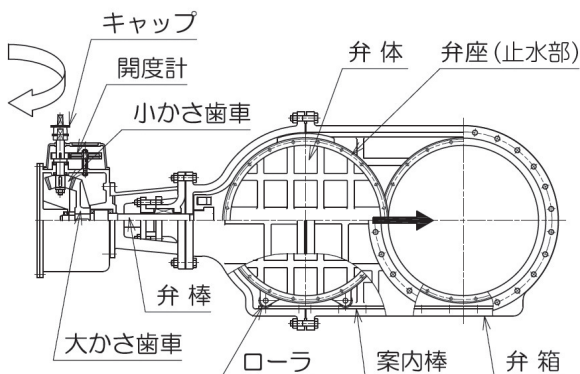 キャップ
開度計
小かさ歯車
弁体
弁座(止水部)
弁棒
大かさ歯車
ローラ
案内棒
弁箱